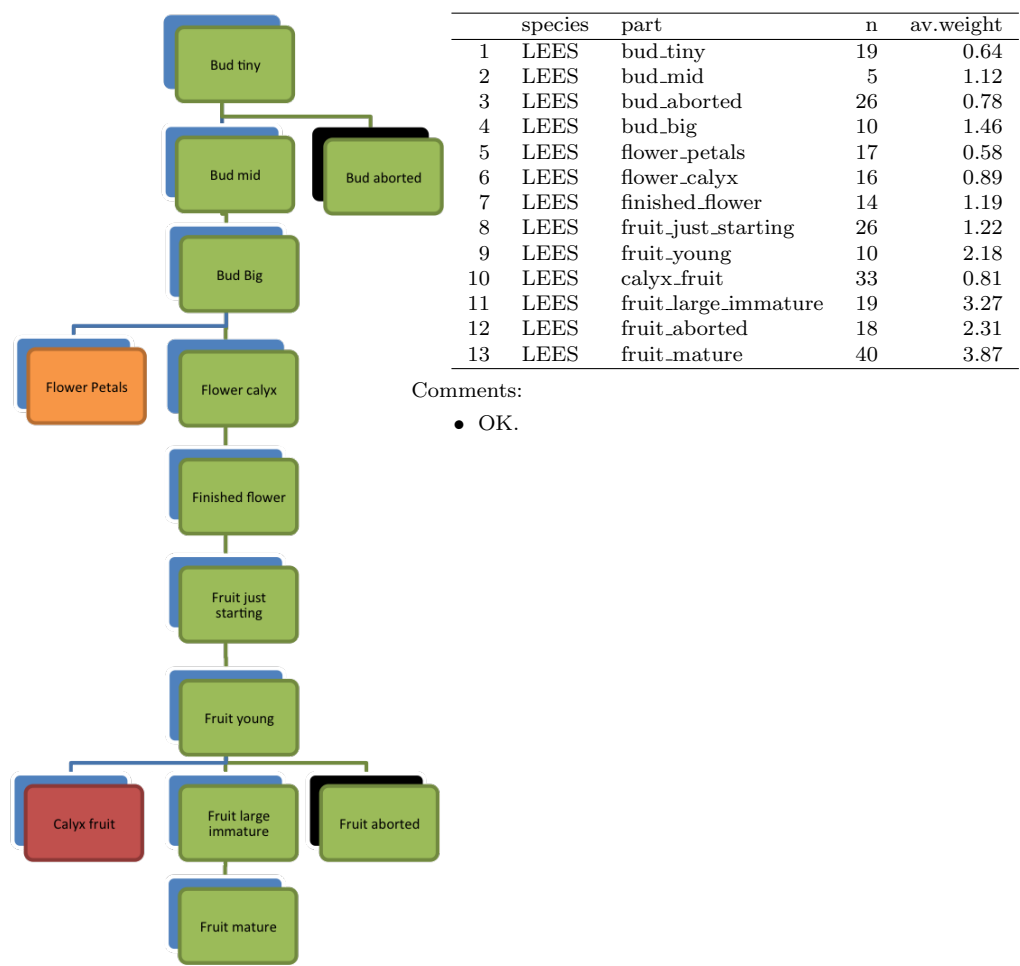 Bud tiny
Bud mid
Bud aborted
Bud Big
Flower Petals
Flower calyx
Finished flower
Fruit just
starting
Fruit young
Calyx fruit
Fruit large
immature
Fruit aborted
Fruit mature
species part n av.weight
1 LEES bud_tiny 19 0.64
2 LEES bud_mid 5 1.12
3 LEES bud_aborted 26 0.78
4 LEES bud_big 10 1.46
5 LEES flower_petals 17 0.58
6 LEES flower_calyx 16 0.89
7 LEES finished_flower 14 1.19
8 LEES fruit_just_starting 26 1.22
9 LEES fruit_young 10 2.18
10 LEES calyx_fruit 33 0.81
11 LEES fruit_large_immature 19 3.27
12 LEES fruit_aborted 18 2.31
13 LEES fruit_mature 40 3.87
Comments:
• OK.